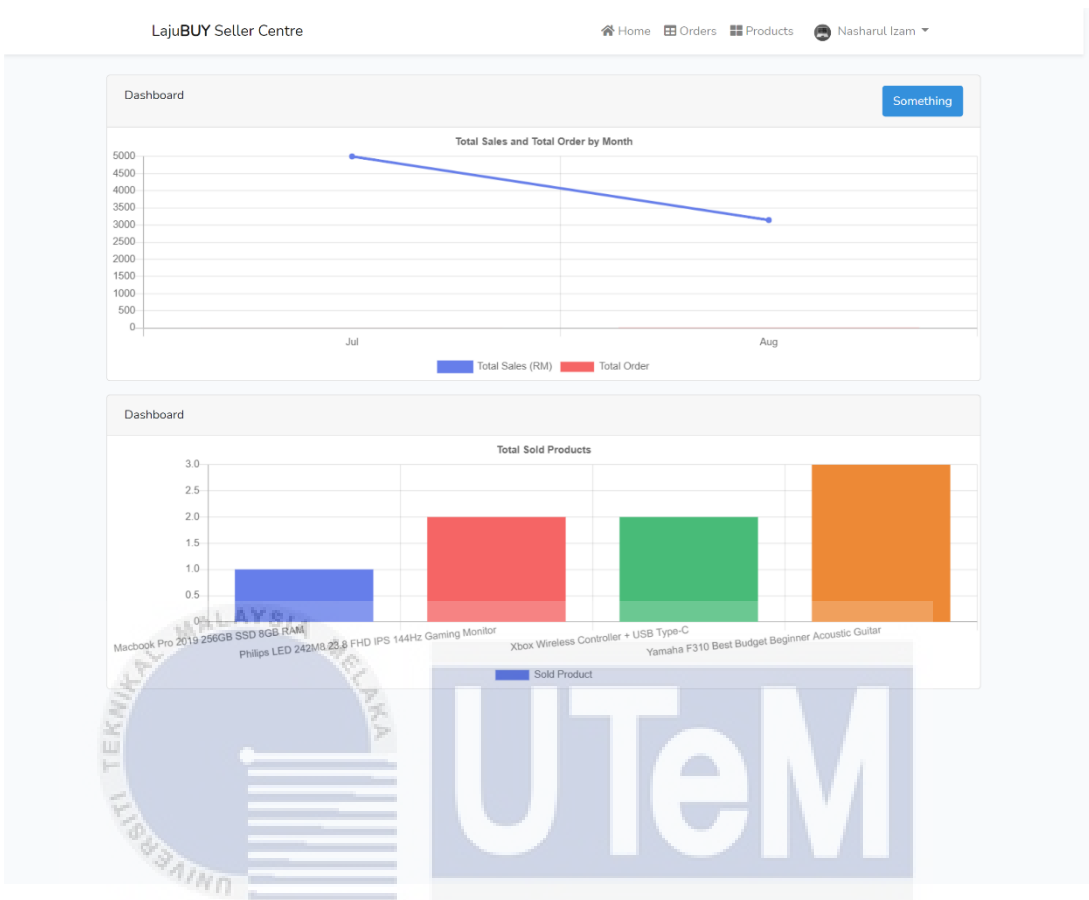 LajuBUY Seller Centre
Home Orders Products Nasharul Izam
Dashboard
Something
Total Sales and Total Order by Month
5000
4500
4000
3500
3000
2500
2000
1500
1000
500
0
Jul Aug
Total Sales (RM) Total Order
Dashboard
Total Sold Products
3.0
2.5
2.0
1.5
1.0
0.5
0
Macbook Pro 2019 256GB SSD 8GB RAM
Philips LED 242M8 23.8 FHD IPS 144Hz Gaming Monitor
Xbox Wireless Controller + USB Type-C
Yamaha F310 Best Budget Beginner Acoustic Guitar
Sold Product
UNIVERSITI TEKNIKAL MALAYSIA MELAKA
UTeM